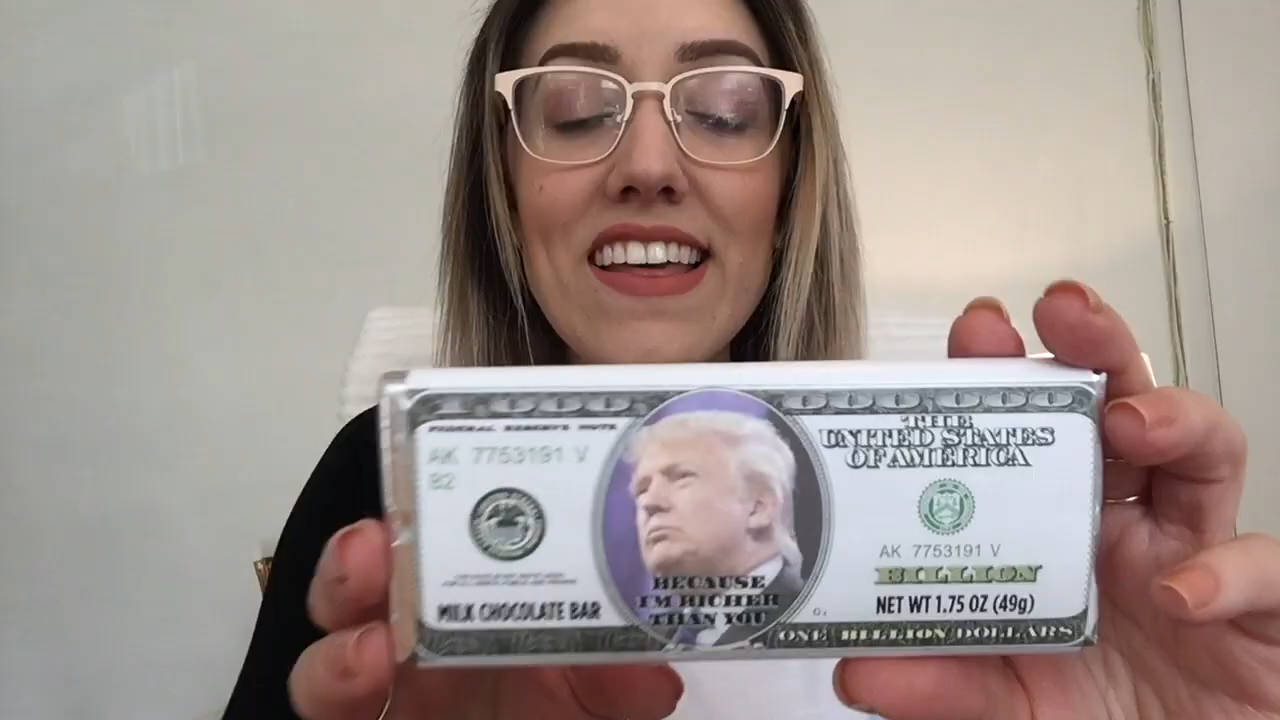 1,000, 000,000
FEDERAL RESERVE NOTE
THE
UNITED STATES
OF AMERICA
AK 7753191 V
B2
AK 7753191 V
BILLION
BECAUSE
I'M RICHER
THAN YOU
MILK CHOCOLATE BAR
NET WT 1.75 OZ (49g)
ONE BILLION DOLLARS